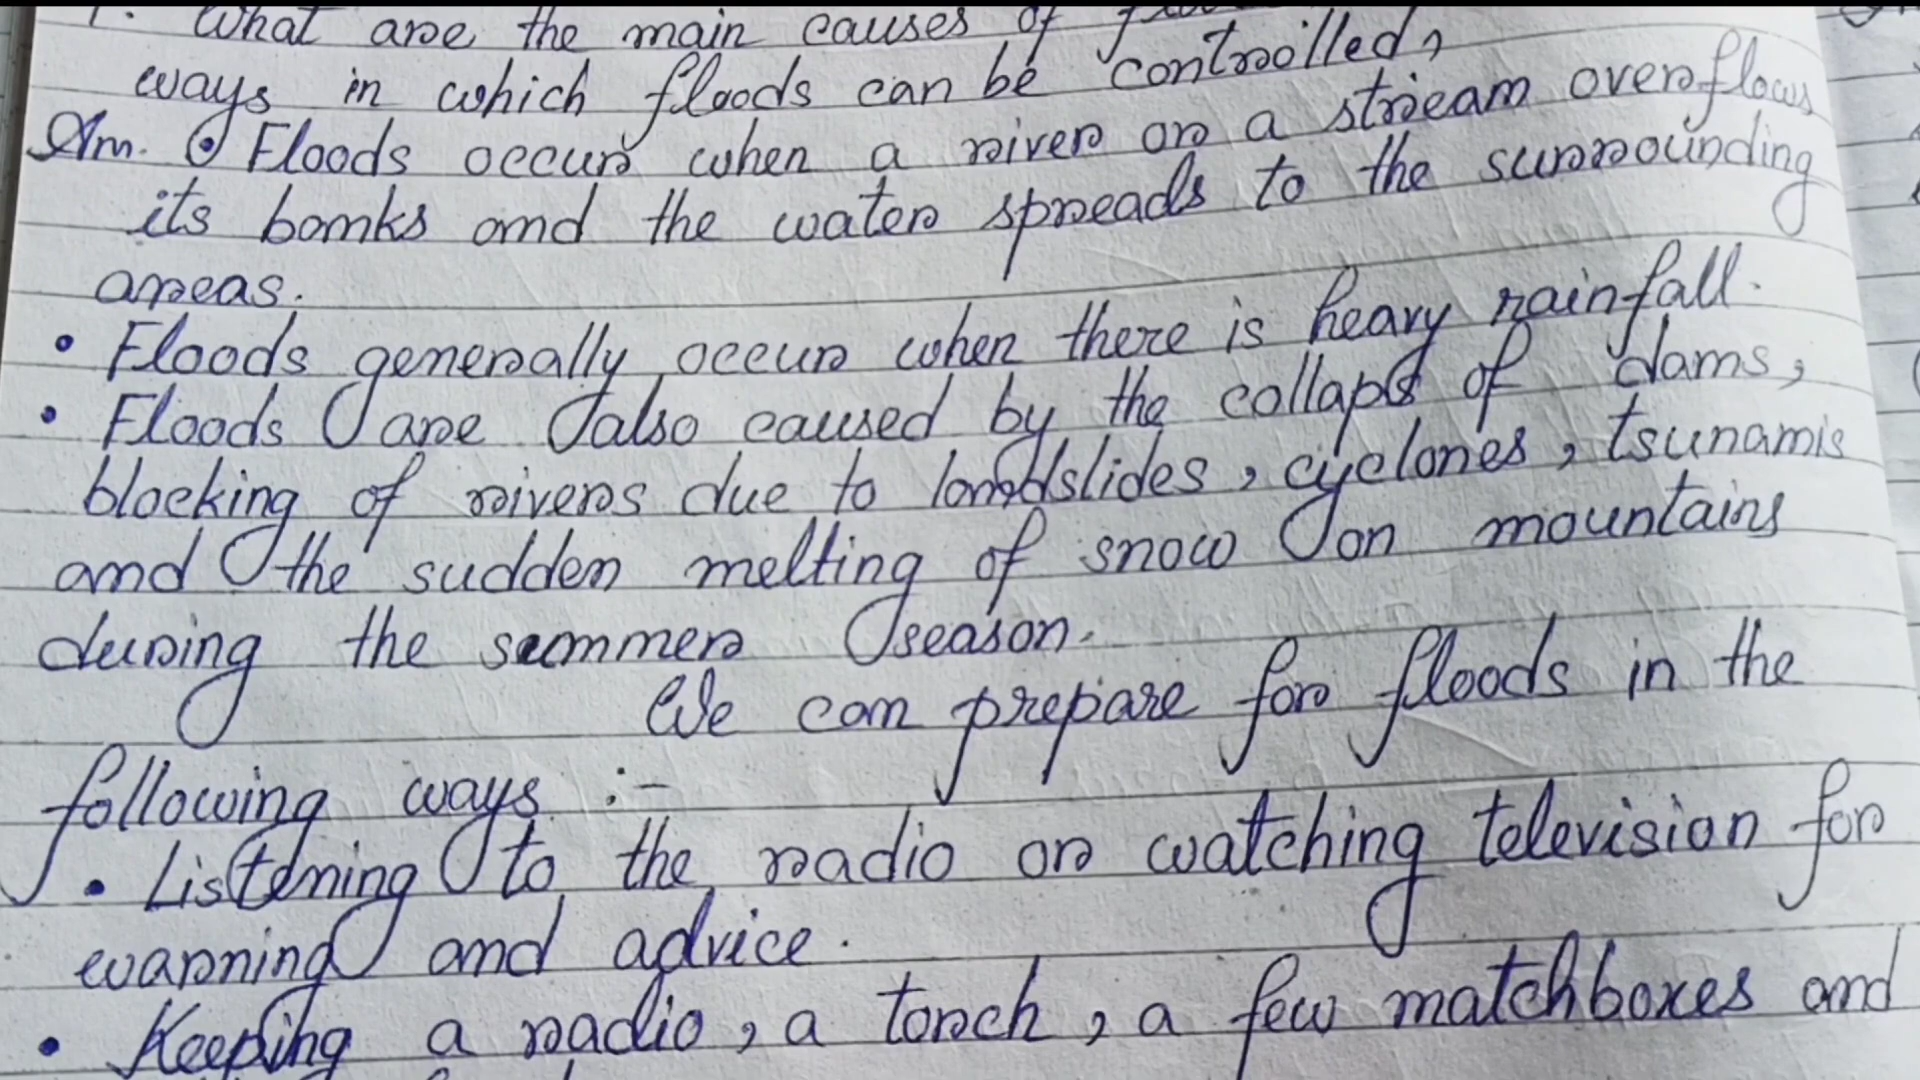 What are the main causes of
ways in which floods can be controlled,
Ans. Floods occur when a river or a stream overflows
its banks and the water spreads to the surrounding
areas.
• Floods generally occur when there is heavy rainfall.
• Floods are also caused by the collaps of dams,
blocking of rivers due to landslides, cyclones, tsunamis
and the sudden melting of snow on mountains
during the summer season.
We can prepare for floods in the
following ways :-
• Listening to the radio or watching television for
warning and advice.
• Keeping a radio, a torch, a few matchboxes and